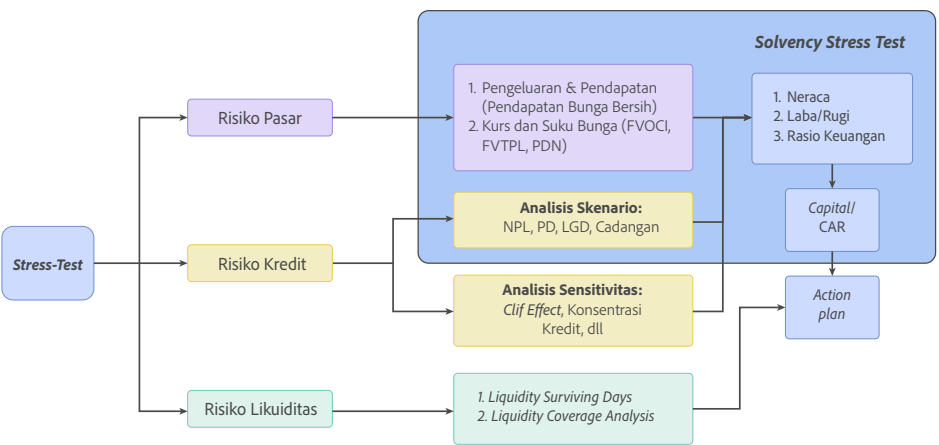 Solvency Stress Test
1. Pengeluaran & Pendapatan
(Pendapatan Bunga Bersih)
2. Kurs dan Suku Bunga (FVOCI,
FVTPL, PDN)
1. Neraca
2. Laba/Rugi
3. Rasio Keuangan
Risiko Pasar
Analisis Skenario:
NPL, PD, LGD, Cadangan
Capital/
CAR
Stress-Test
Risiko Kredit
Analisis Sensitivitas:
Clif Effect, Konsentrasi
Kredit, dll
Action
plan
Risiko Likuiditas
1. Liquidity Surviving Days
2. Liquidity Coverage Analysis